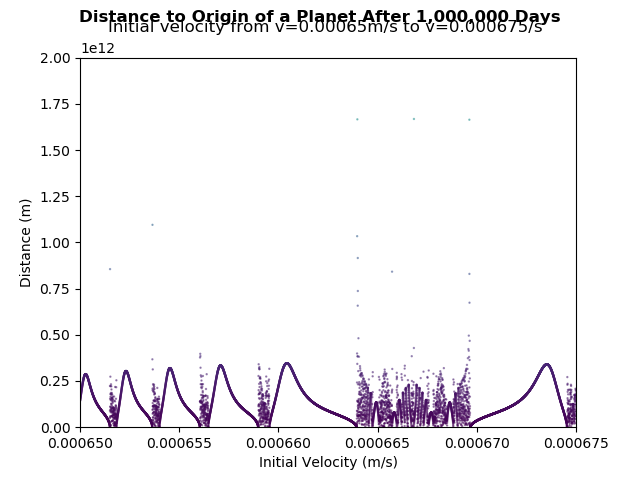 Distance to Origin of a Planet After 1,000,000 Days
Initial velocity from v=0.00065m/s to v=0.000675/s
1e12
2.00
1.75
1.50
1.25
1.00
0.75
0.50
0.25
0.00
Distance (m)
0.000650 0.000655 0.000660 0.000665 0.000670 0.000675
Initial Velocity (m/s)